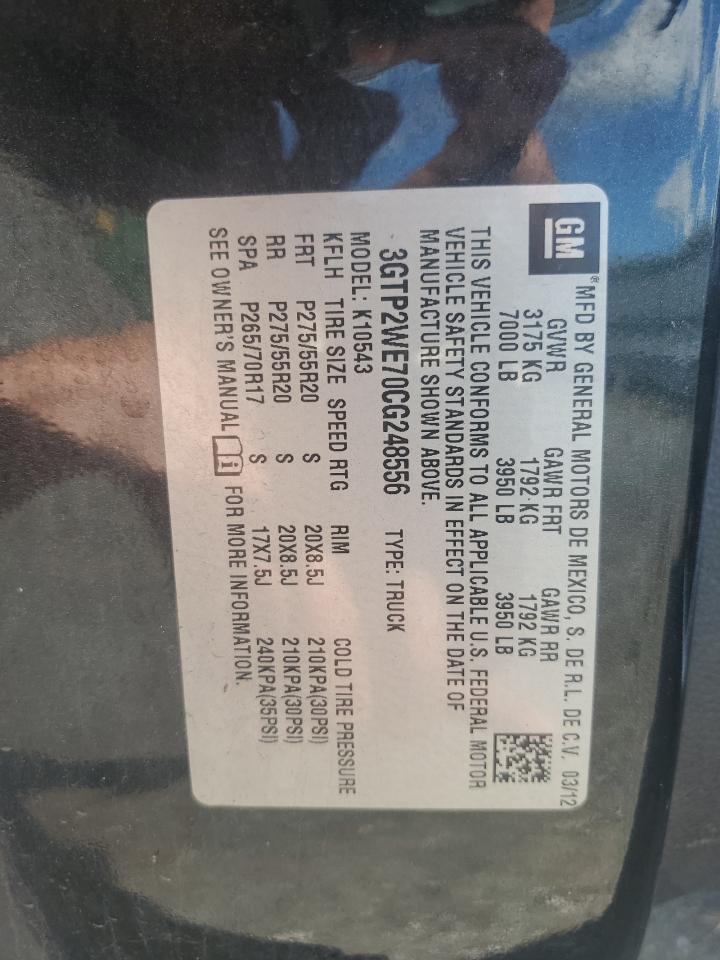 GM
® MFD BY GENERAL MOTORS DE MEXICO, S. DE R.L. DE C.V. 03/12
GVWR GAWR FRT GAWR RR
3175 KG 1792 KG 1792 KG
7000 LB 3950 LB 3950 LB
THIS VEHICLE CONFORMS TO ALL APPLICABLE U.S. FEDERAL MOTOR
VEHICLE SAFETY STANDARDS IN EFFECT ON THE DATE OF
MANUFACTURE SHOWN ABOVE.
3GTP2WE70CG248556 TYPE: TRUCK
MODEL: K10543
KFLH TIRE SIZE SPEED RTG RIM COLD TIRE PRESSURE
FRT P275/55R20 S 20X8.5J 210KPA(30PSI)
RR P275/55R20 S 20X8.5J 210KPA(30PSI)
SPA P265/70R17 S 17X7.5J 240KPA(35PSI)
SEE OWNER'S MANUAL i FOR MORE INFORMATION.